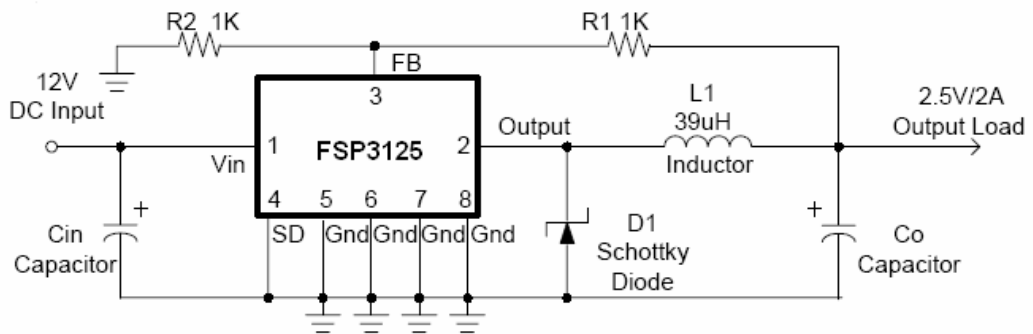 R2 1K
R1 1K
FB
12V
DC Input
3
L1
39uH
Inductor
2.5V/2A
Output Load
Output
Vin
1
FSP3125
2
4
5
6
7
8
SD
Gnd
Gnd
Gnd
Gnd
+
Cin
Capacitor
D1
Schottky
Diode
+
Co
Capacitor